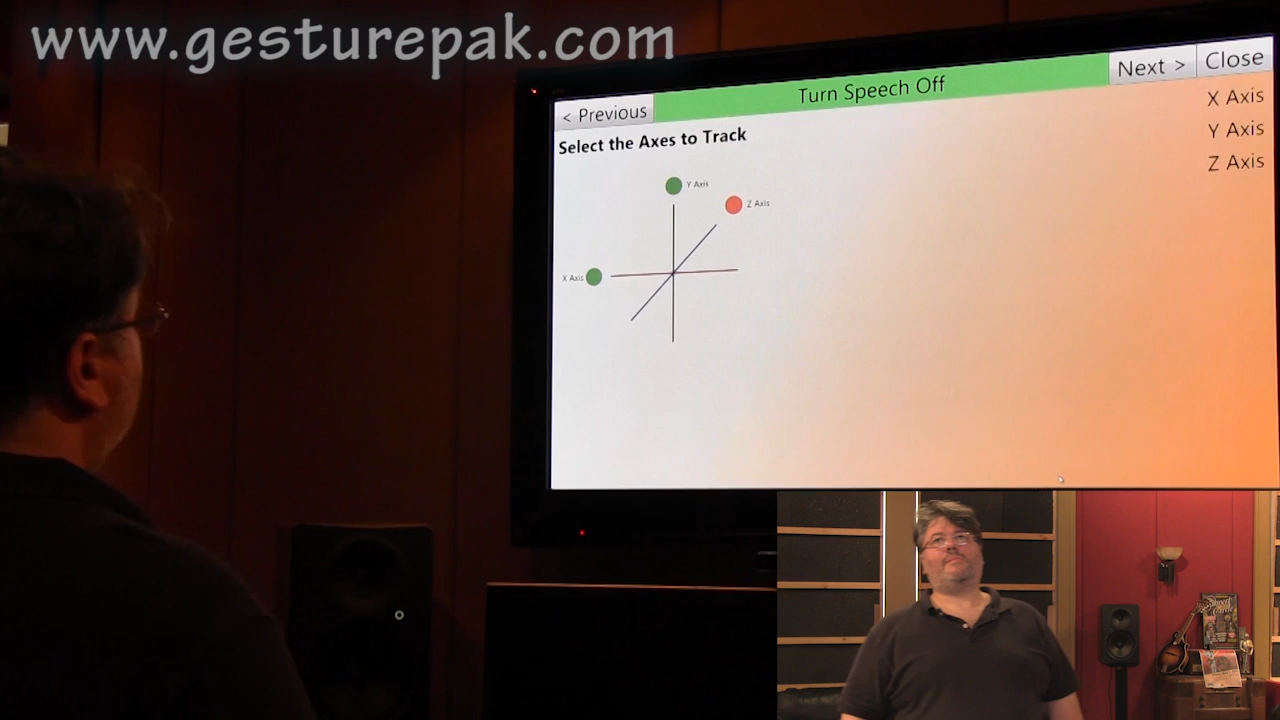 www.gesturepak.com
< Previous
Turn Speech Off
Next >
Close
Select the Axes to Track
X Axis
Y Axis
Z Axis
Y Axis
Z Axis
X Axis